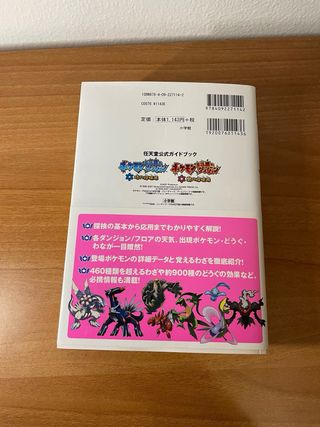 ISBN978-4-09-227114-2
C0076 ¥1143E
9784092271142
定価 本体1,143円+税
小学館
1920076011436
任天堂公式ガイドブック
小学館
探検の基本から応用までわかりやすく解説!
各ダンジョン/フロアの天気、出現ポケモン・どうぐ・
わなが一目瞭然!
登場ポケモンの詳細データと覚えるわざを徹底紹介!
460種類を超えるわざや約900種のどうぐの効果など、
必携情報も満載!